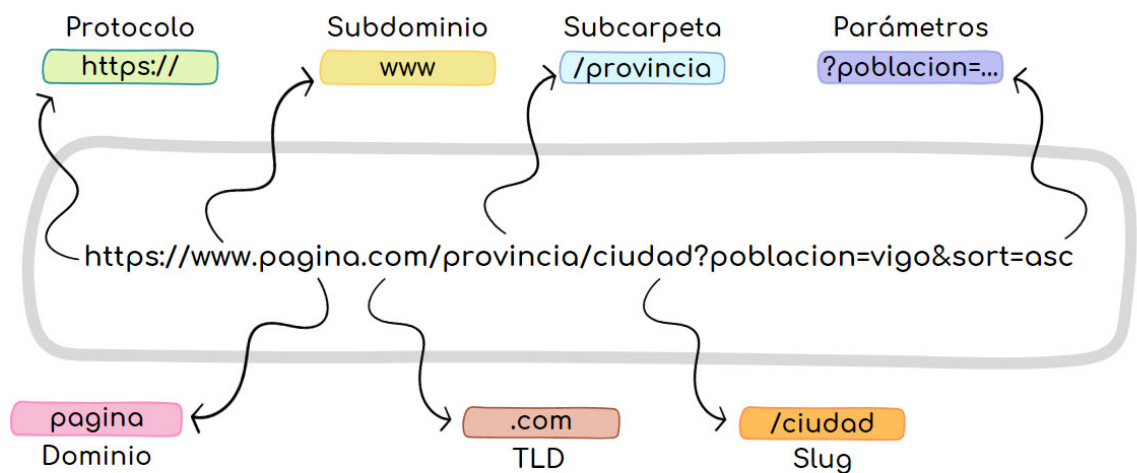 Protocolo
https://
Subdominio
www
Subcarpeta
/provincia
Parámetros
?poblacion=...
https://www.pagina.com/provincia/ciudad?poblacion=vigo&sort=asc
pagina
Dominio
.com
TLD
/ciudad
Slug